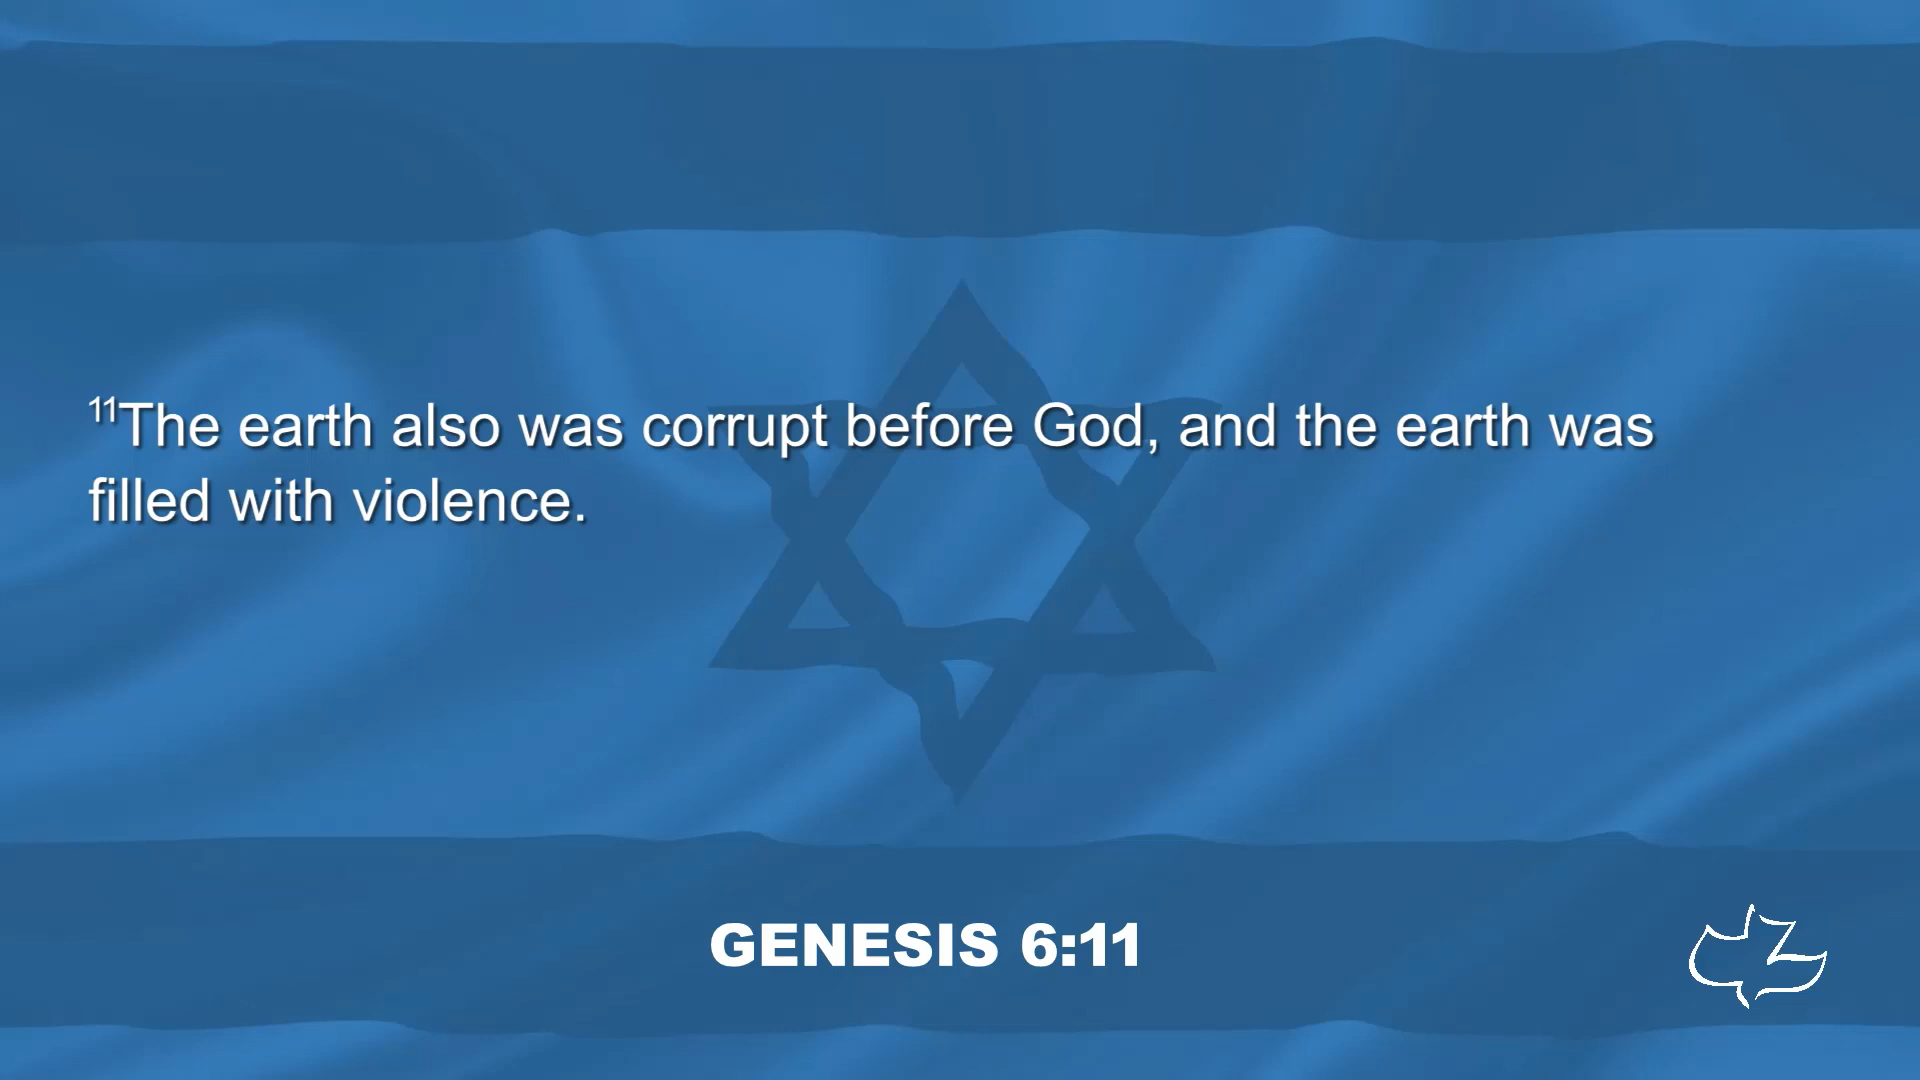 11The earth also was corrupt before God, and the earth was
filled with violence.
GENESIS 6:11